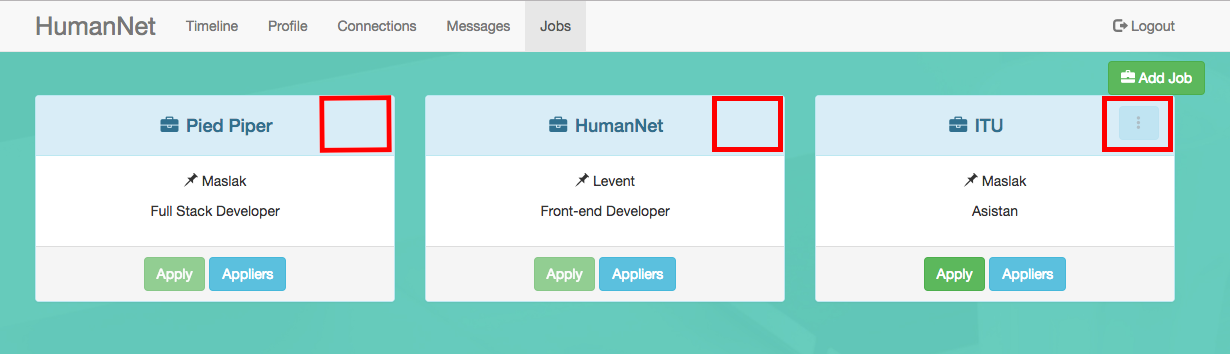 HumanNet Timeline Profile Connections Messages Jobs Logout
Add Job
Pied Piper HumanNet ITU
Maslak Levent Maslak
Full Stack Developer Front-end Developer Asistan
Apply Appliers Apply Appliers Apply Appliers